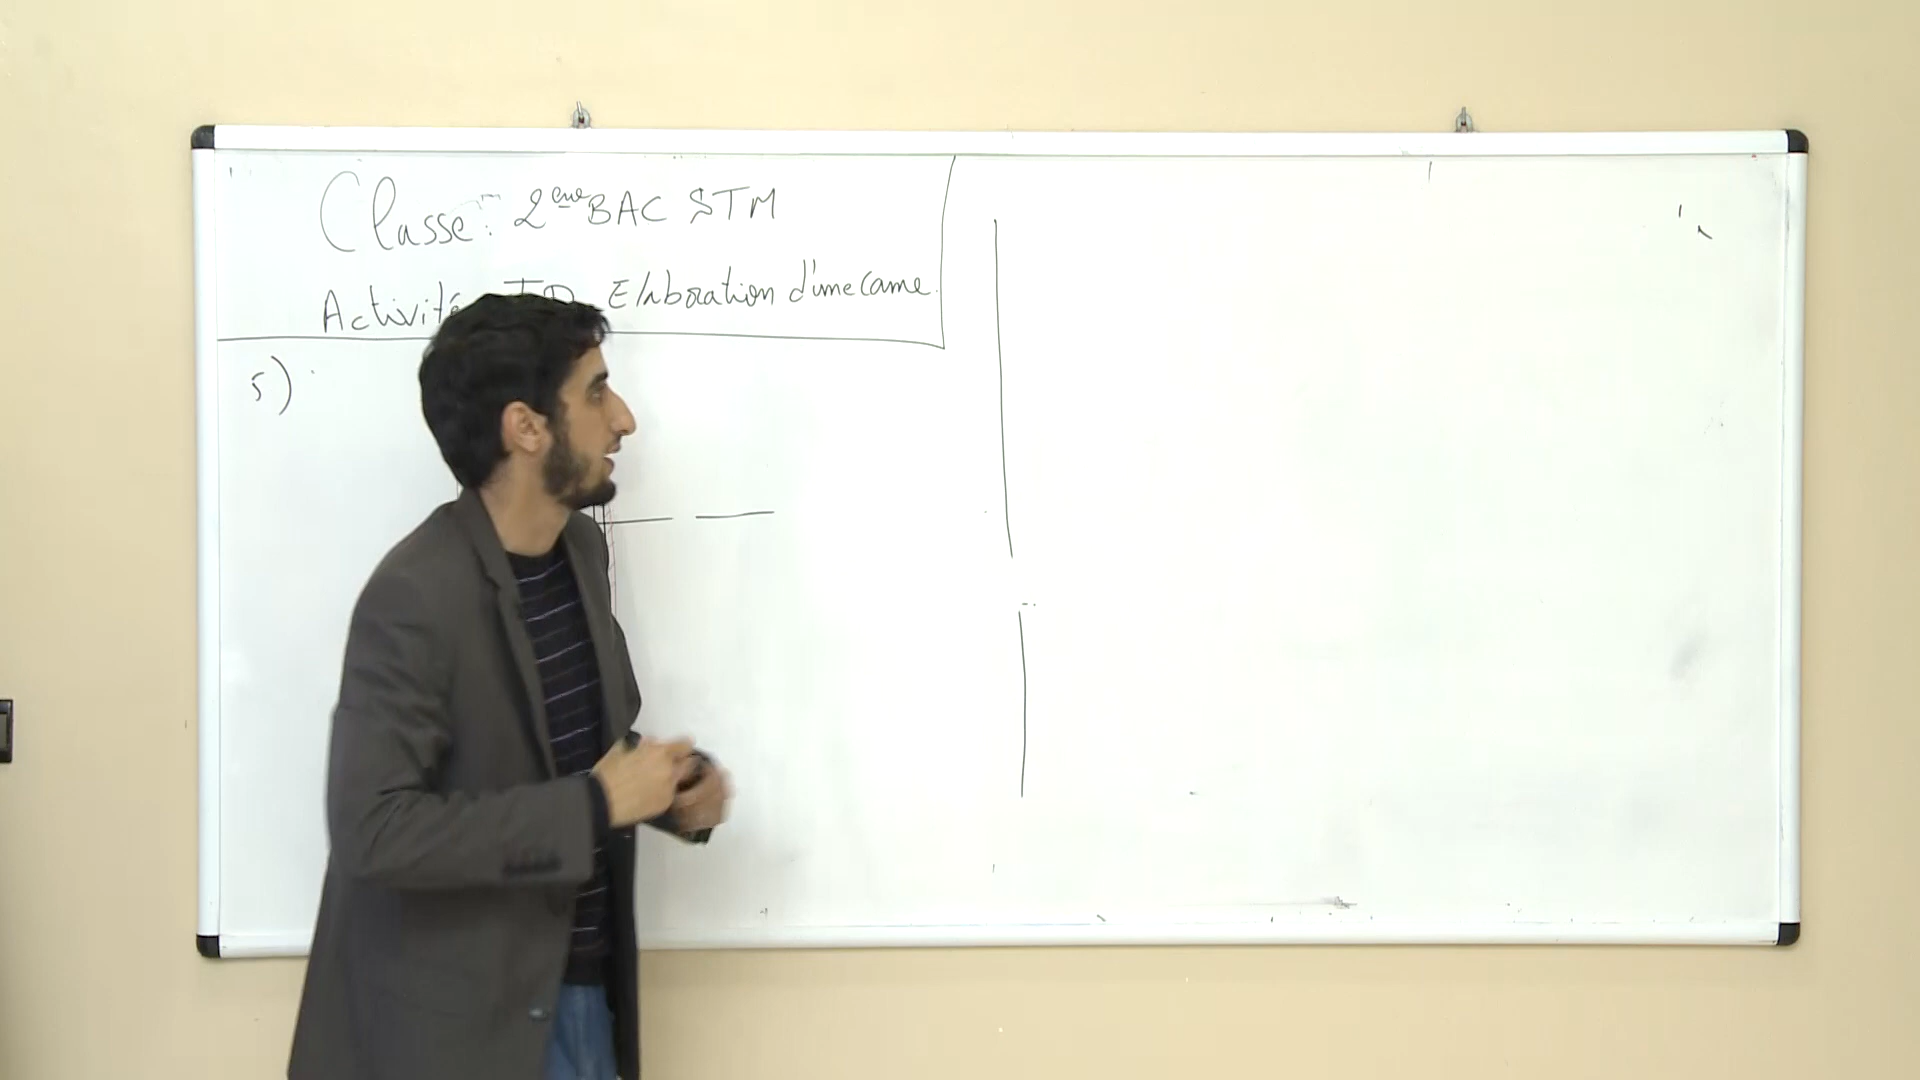 Classe : 2ème BAC STM
Activité TD Elaboration d'une came.
5)